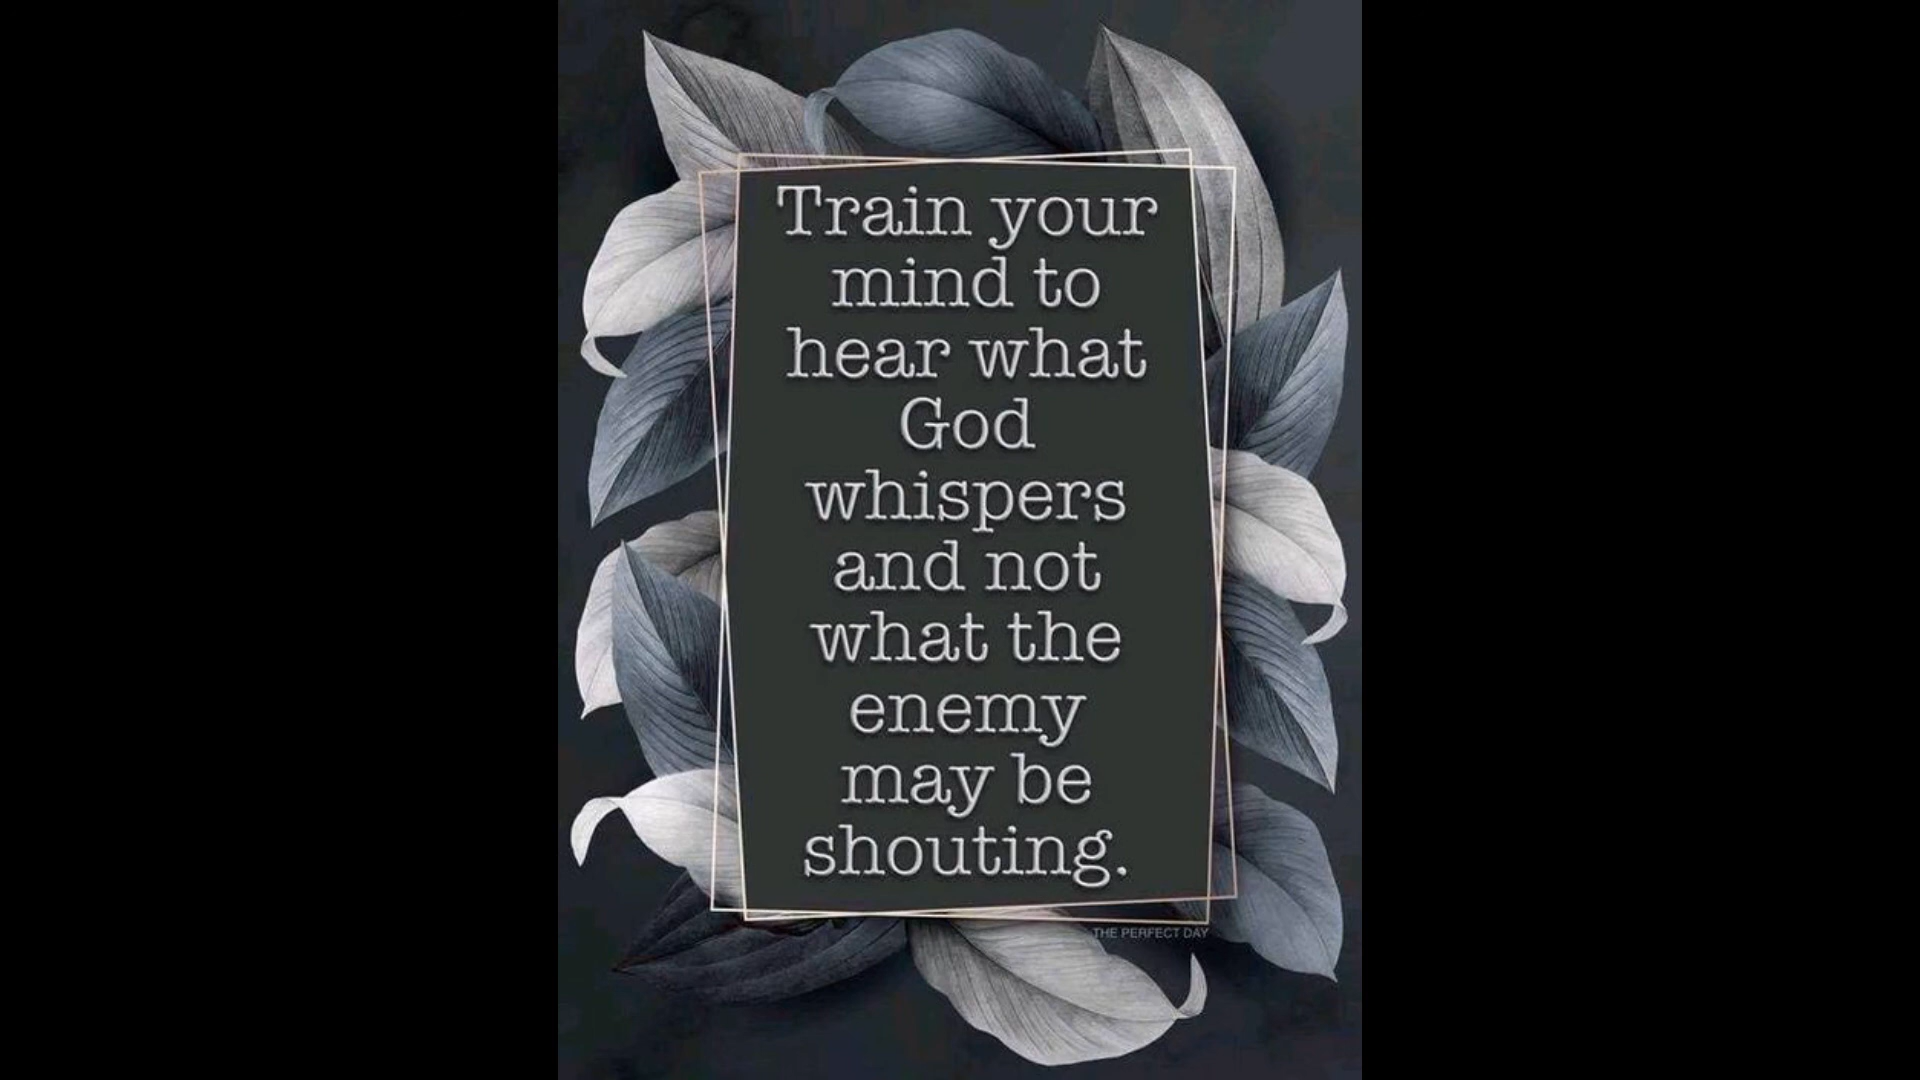 Train your
mind to
hear what
God
whispers
and not
what the
enemy
may be
shouting.
THE PERFECT DAY